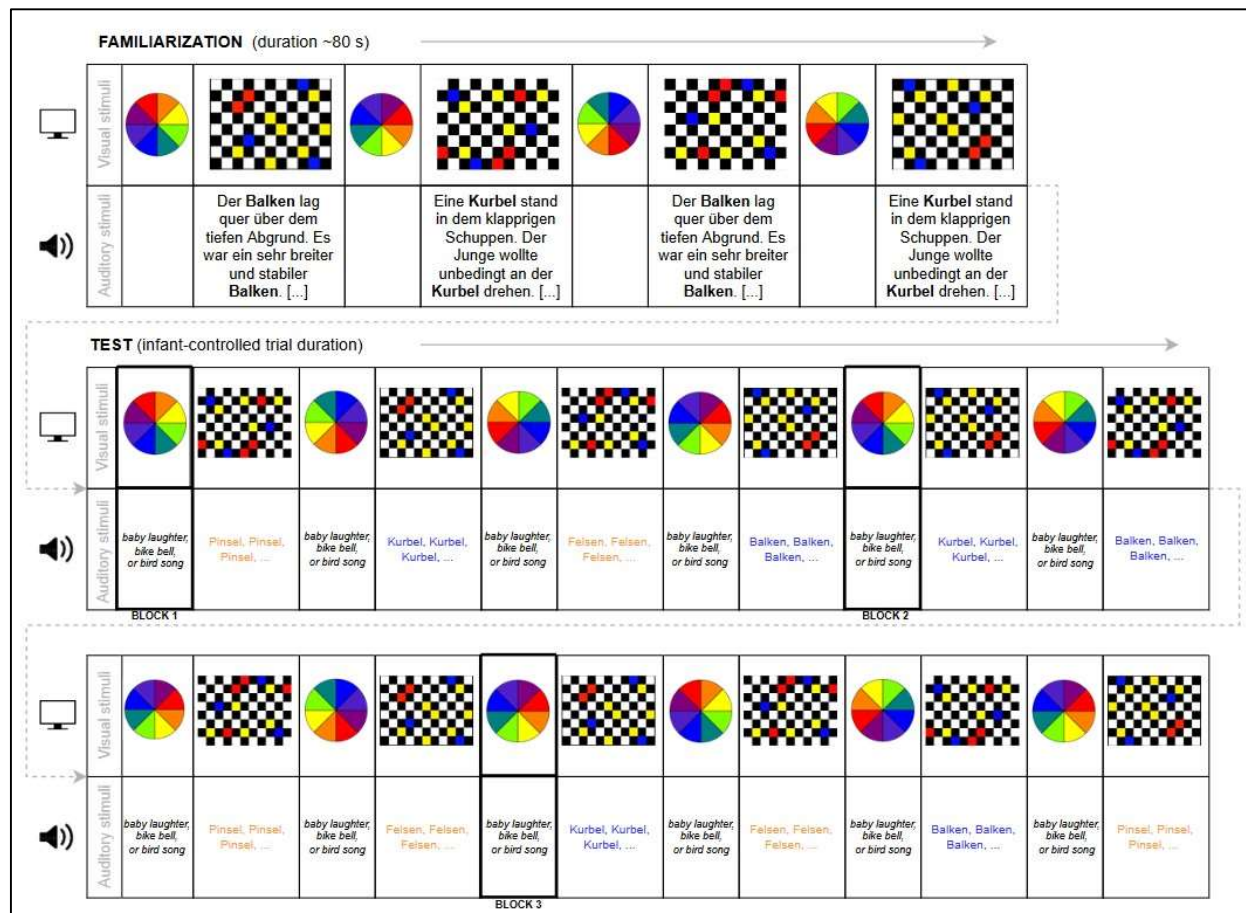 FAMILIARIZATION (duration ~80 s)
Visual stimuli
Auditory stimuli
Der Balken lag
quer über dem
tiefen Abgrund. Es
war ein sehr breiter
und stabiler
Balken. [...]
Eine Kurbel stand
in dem klapprigen
Schuppen. Der
Junge wollte
unbedingt an der
Kurbel drehen. [...]
Der Balken lag
quer über dem
tiefen Abgrund. Es
war ein sehr breiter
und stabiler
Balken. [...]
Eine Kurbel stand
in dem klapprigen
Schuppen. Der
Junge wollte
unbedingt an der
Kurbel drehen. [...]
TEST (infant-controlled trial duration)
Visual stimuli
Auditory stimuli
baby laughter,
bike bell,
or bird song
Pinsel, Pinsel,
Pinsel, ...
baby laughter,
bike bell,
or bird song
Kurbel, Kurbel,
Kurbel, ...
baby laughter,
bike bell,
or bird song
Felsen, Felsen,
Felsen, ...
baby laughter,
bike bell,
or bird song
Balken, Balken,
Balken, ...
baby laughter,
bike bell,
or bird song
Kurbel, Kurbel,
Kurbel, ...
baby laughter,
bike bell,
or bird song
Balken, Balken,
Balken, ...
BLOCK 1
BLOCK 2
Visual stimuli
Auditory stimuli
baby laughter,
bike bell,
or bird song
Pinsel, Pinsel,
Pinsel, ...
baby laughter,
bike bell,
or bird song
Felsen, Felsen,
Felsen, ...
baby laughter,
bike bell,
or bird song
Kurbel, Kurbel,
Kurbel, ...
baby laughter,
bike bell,
or bird song
Felsen, Felsen,
Felsen, ...
baby laughter,
bike bell,
or bird song
Balken, Balken,
Balken, ...
baby laughter,
bike bell,
or bird song
Pinsel, Pinsel,
Pinsel, ...
BLOCK 3